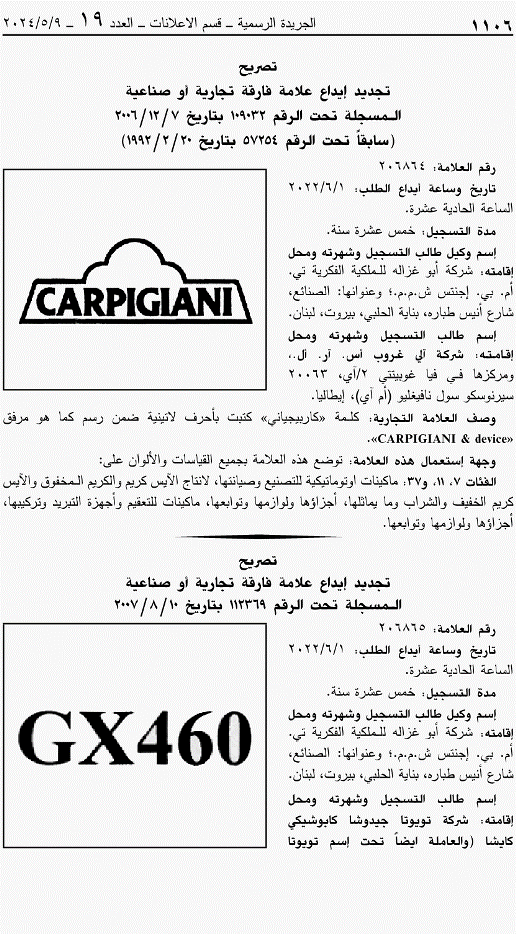 ١١٠٦
الجريدة الرسمية ــ قسم الاعلانات ــ العدد ١٩ ــ ٢٠٢٤/٥/٩
تصريح
تجديد إيداع علامة فارقة تجارية أو صناعية
المسجلة تحت الرقم ١٠٩٠٣٢ بتاريخ ٢٠٠٦/١٢/٧
(سابقاً تحت الرقم ٥٧٢٥٤ بتاريخ ١٩٩٢/٢/٢٠)
رقم العلامة: ٢٠٦٨٦٤
تاريخ وساعة أيداع الطلب: ٢٠٢٢/٦/١
الساعة الحادية عشرة.
مدة التسجيل: خمس عشرة سنة.
إسم وكيل طالب التسجيل وشهرته ومحل
إقامته: شركة أبو غزاله للملكية الفكرية تي.
أم. بي. إجنتس ش.م.م.؛ وعنوانها: الصنائع،
شارع أنيس طباره، بناية الحلبي، بيروت، لبنان.
إسم طالب التسجيل وشهرته ومحل
إقامته: شركة آلي غروب أس. آر. أل.،
ومركزها في فيا غوبيتتي ٢/أي، ٢٠٠٦٣
سيرنوسكو سول نافيغليو (أم آي)، إيطاليا.
CARPIGIANI
وصف العلامة التجارية: كلمة «كاربيجياني» كتبت بأحرف لاتينية ضمن رسم كما هو مرفق
«CARPIGIANI & device».
وجهة إستعمال هذه العلامة: توضع هذه العلامة بجميع القياسات والألوان على:
الفئات ٧، ١١، و٣٧: ماكينات اوتوماتيكية للتصنيع وصيانتها، لانتاج الآيس كريم والكريم المخفوق والآيس
كريم الخفيف والشراب وما يماثلها، أجزاؤها ولوازمها وتوابعها، ماكينات للتعقيم وأجهزة التبريد وتركيبها،
أجزاؤها ولوازمها وتوابعها.
تصريح
تجديد إيداع علامة فارقة تجارية أو صناعية
المسجلة تحت الرقم ١١٢٣٦٩ بتاريخ ٢٠٠٧/٨/١٠
رقم العلامة: ٢٠٦٨٦٥
تاريخ وساعة أيداع الطلب: ٢٠٢٢/٦/١
الساعة الحادية عشرة.
مدة التسجيل: خمس عشرة سنة.
إسم وكيل طالب التسجيل وشهرته ومحل
إقامته: شركة أبو غزاله للملكية الفكرية تي.
أم. بي. إجنتس ش.م.م.؛ وعنوانها: الصنائع،
شارع أنيس طباره، بناية الحلبي، بيروت، لبنان.
إسم طالب التسجيل وشهرته ومحل
إقامته: شركة تويوتا جيدوشا كابوشيكي
كايشا (والعاملة ايضاً تحت إسم تويوتا
GX460